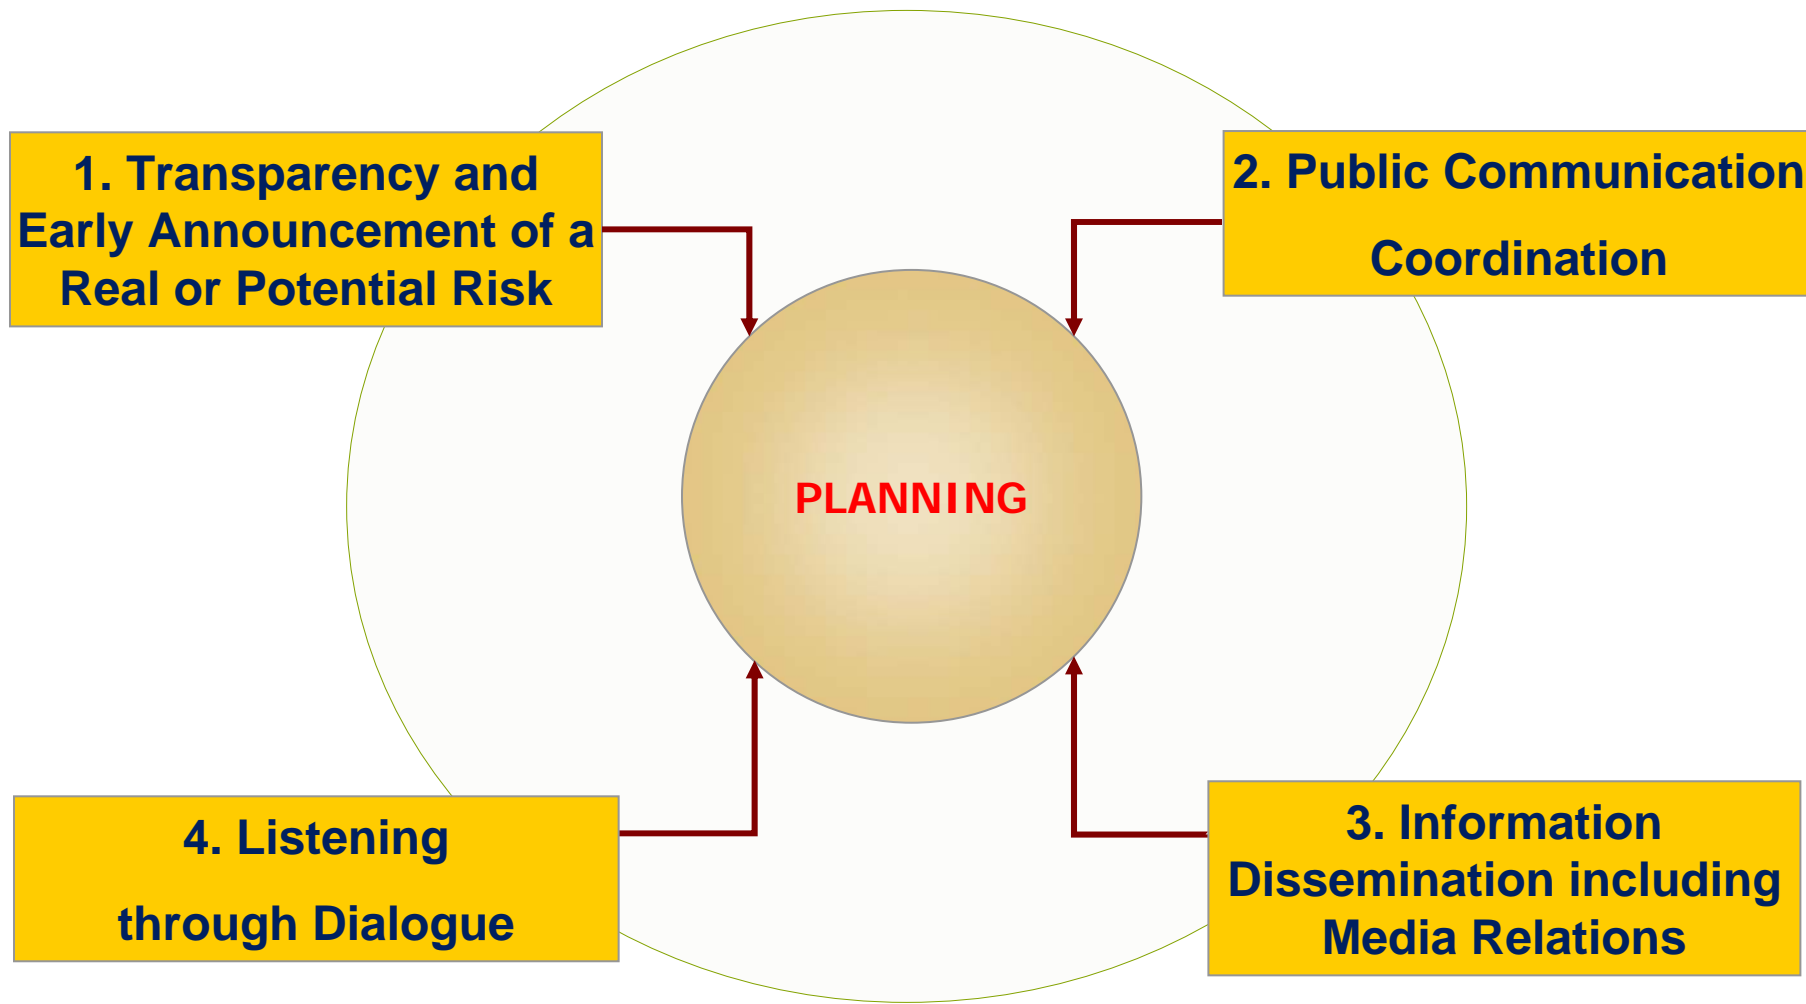 1. Transparency and
Early Announcement of a
Real or Potential Risk
2. Public Communication
Coordination
PLANNING
4. Listening
through Dialogue
3. Information
Dissemination including
Media Relations